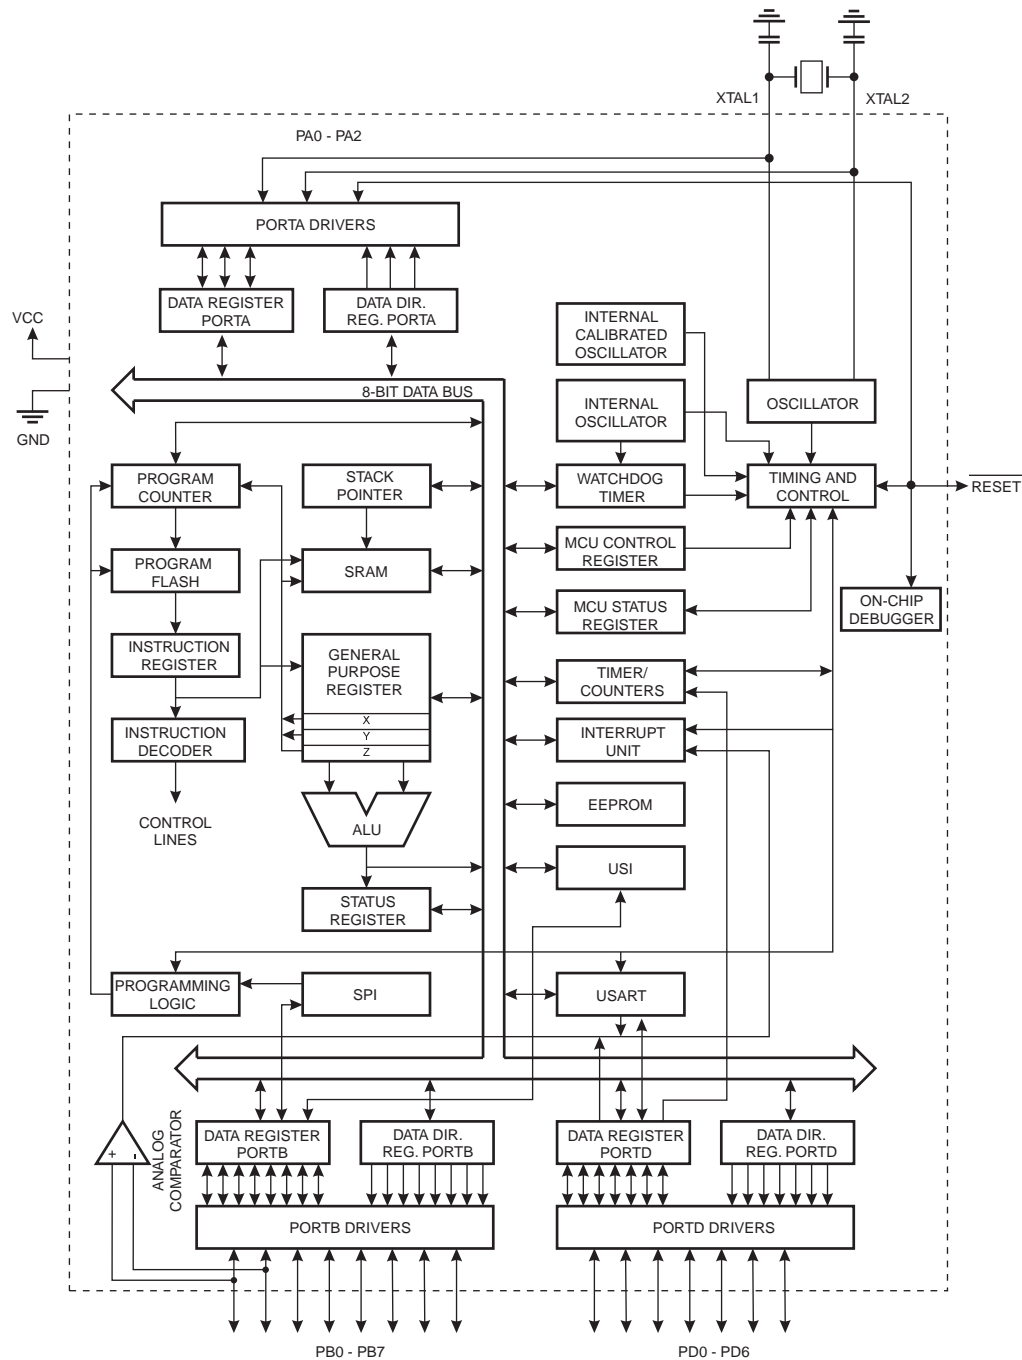 XTAL1
XTAL2
PA0 - PA2
PORTA DRIVERS
DATA REGISTER
PORTA
DATA DIR.
REG. PORTA
VCC
GND
8-BIT DATA BUS
INTERNAL
CALIBRATED
OSCILLATOR
INTERNAL
OSCILLATOR
OSCILLATOR
PROGRAM
COUNTER
STACK
POINTER
WATCHDOG
TIMER
TIMING AND
CONTROL
RESET
PROGRAM
FLASH
SRAM
MCU CONTROL
REGISTER
MCU STATUS
REGISTER
ON-CHIP
DEBUGGER
INSTRUCTION
REGISTER
GENERAL
PURPOSE
REGISTER
X
Y
Z
TIMER/
COUNTERS
INSTRUCTION
DECODER
INTERRUPT
UNIT
CONTROL
LINES
ALU
EEPROM
USI
STATUS
REGISTER
PROGRAMMING
LOGIC
SPI
USART
ANALOG
COMPARATOR
+
-
DATA REGISTER
PORTB
DATA DIR.
REG. PORTB
DATA REGISTER
PORTD
DATA DIR.
REG. PORTD
PORTB DRIVERS
PORTD DRIVERS
PB0 - PB7
PD0 - PD6